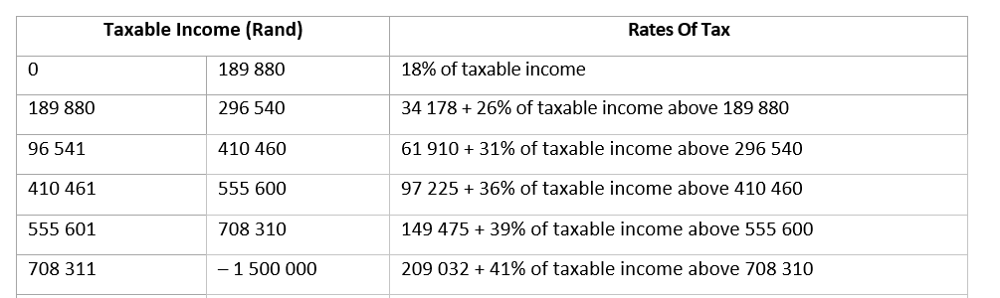 Taxable Income (Rand) Rates Of Tax
0 189 880 18% of taxable income
189 880 296 540 34 178 + 26% of taxable income above 189 880
96 541 410 460 61 910 + 31% of taxable income above 296 540
410 461 555 600 97 225 + 36% of taxable income above 410 460
555 601 708 310 149 475 + 39% of taxable income above 555 600
708 311 – 1 500 000 209 032 + 41% of taxable income above 708 310